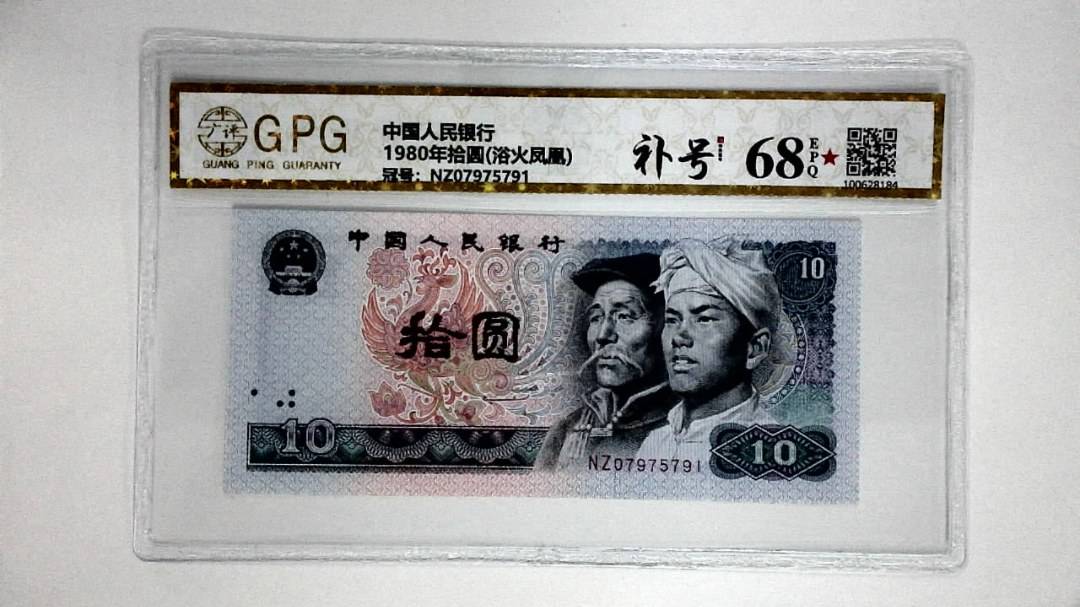 广评
GPG
GUANG PING GUARANTY
中国人民银行
1980年拾圆(浴火凤凰)
冠号: NZ07975791
补号
68
EPQ
100628184
中国人民银行
10
拾圆
10
NZ07975791
10